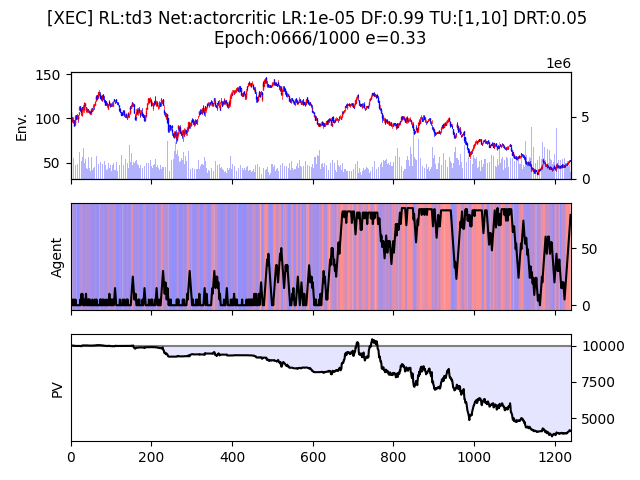 [XEC] RL:td3 Net:actorcritic LR:1e-05 DF:0.99 TU:[1,10] DRT:0.05
Epoch:0666/1000 e=0.33
1e6
150
100
50
Env.
5
0
Agent
50
0
PV
10000
7500
5000
0 200 400 600 800 1000 1200